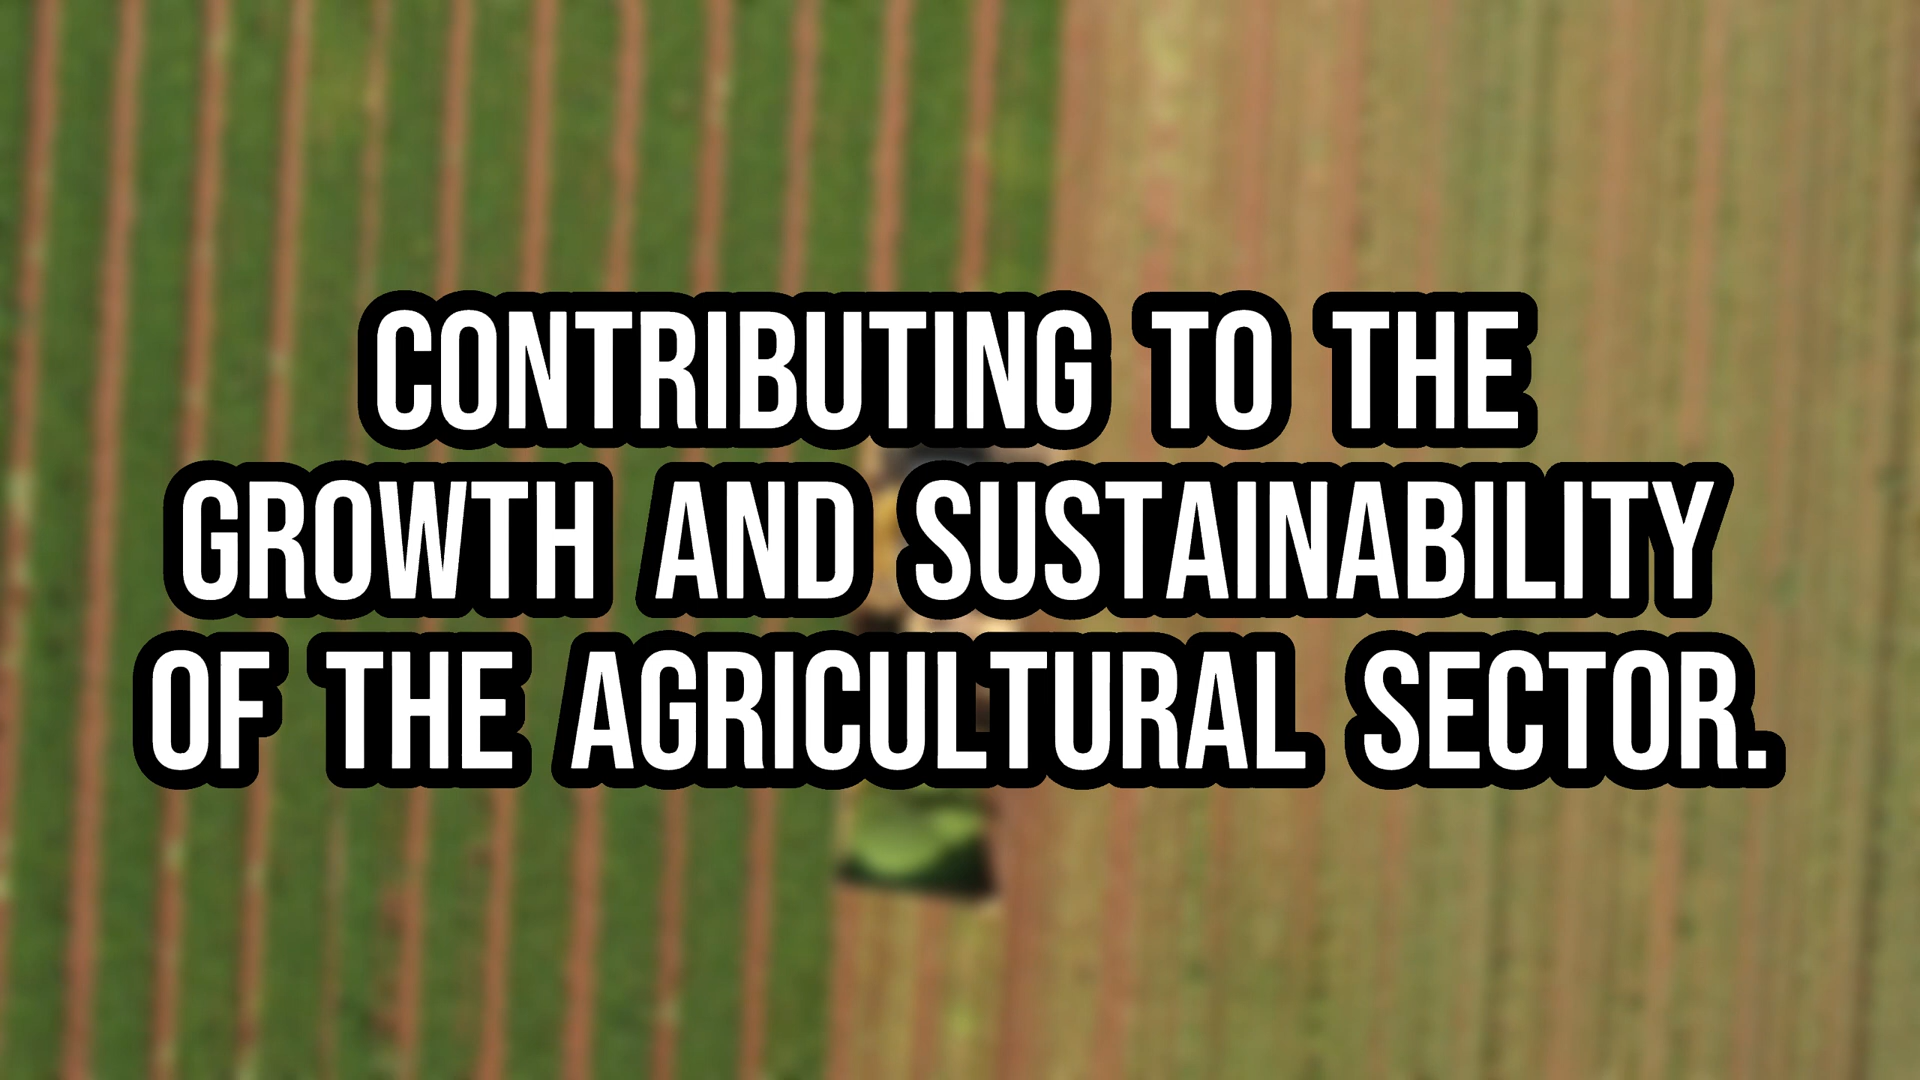 CONTRIBUTING TO THE
GROWTH AND SUSTAINABILITY
OF THE AGRICULTURAL SECTOR.